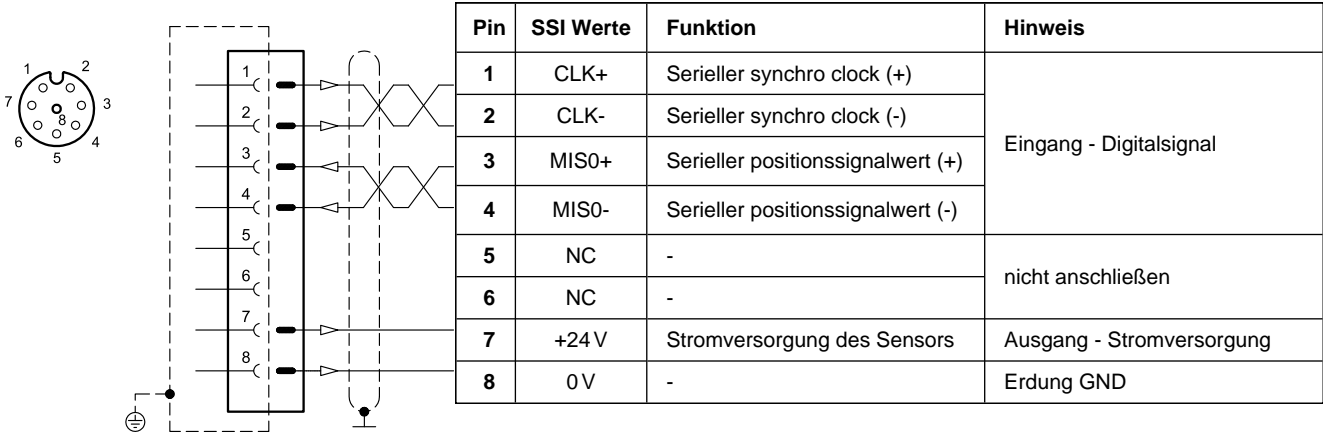 1 2
7 3
8
6 4
5
1
2
3
4
5
6
7
8
Pin SSI Werte Funktion Hinweis
1 CLK+ Serieller synchro clock (+)
2 CLK- Serieller synchro clock (-)
Eingang - Digitalsignal
3 MIS0+ Serieller positionssignalwert (+)
4 MIS0- Serieller positionssignalwert (-)
5 NC -
nicht anschließen
6 NC -
7 +24 V Stromversorgung des Sensors Ausgang - Stromversorgung
8 0 V - Erdung GND